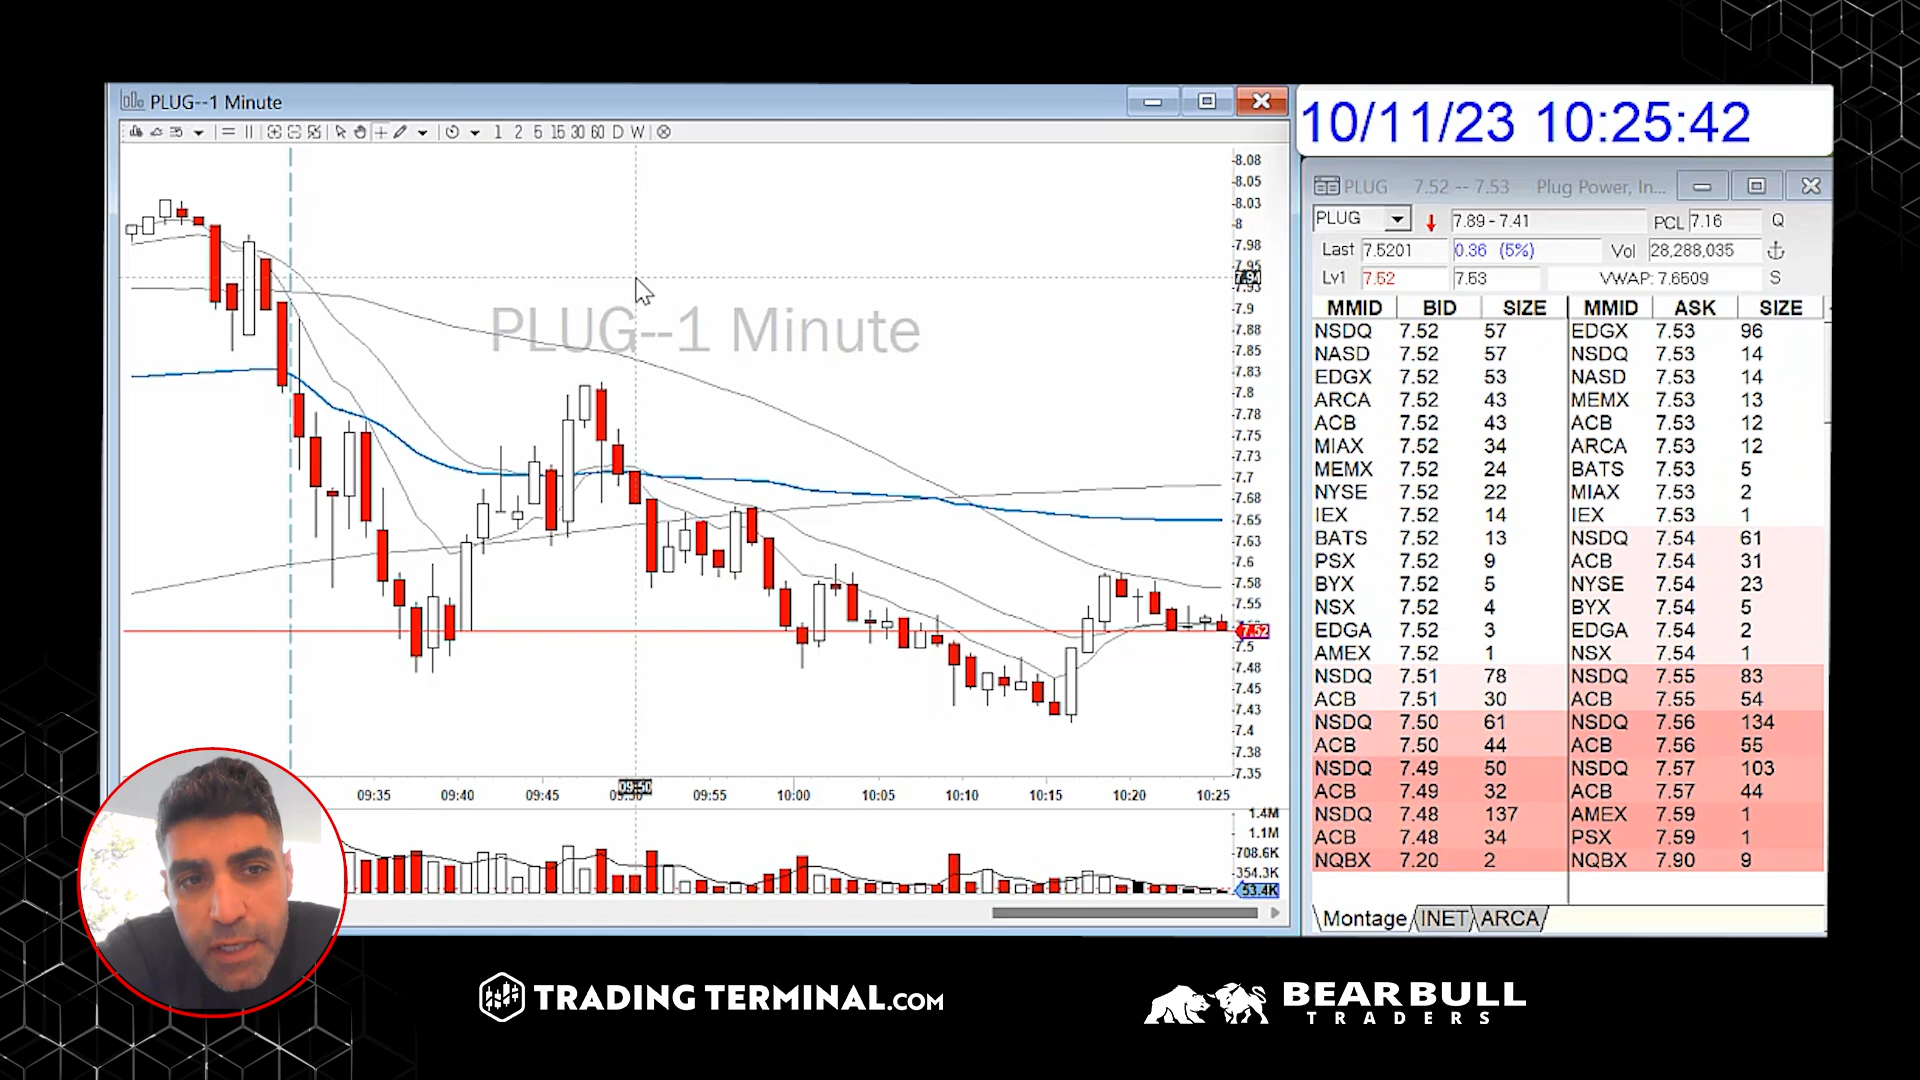 PLUG--1 Minute
1 2 5 15 30 60 D W
PLUG--1 Minute
8.08
8.05
8.03
8
7.98
7.95
7.94
7.93
7.9
7.88
7.85
7.83
7.8
7.78
7.75
7.73
7.7
7.68
7.65
7.63
7.6
7.58
7.55
7.52
7.5
7.48
7.45
7.43
7.4
7.38
7.35
09:35 09:40 09:45 09:50 09:55 10:00 10:05 10:10 10:15 10:20 10:25
1.4M
1.1M
708.6K
354.3K
53.4K
10/11/23 10:25:42
PLUG 7.52 -- 7.53 Plug Power, In...
PLUG 7.89 - 7.41 PCL 7.16 Q
Last 7.5201 0.36 (5%) Vol 28,288,035
Lv1 7.52 7.53 VWAP: 7.6509 S
MMID BID SIZE MMID ASK SIZE
NSDQ 7.52 57 EDGX 7.53 96
NASD 7.52 57 NSDQ 7.53 14
EDGX 7.52 53 NASD 7.53 14
ARCA 7.52 43 MEMX 7.53 13
ACB 7.52 43 ACB 7.53 12
MIAX 7.52 34 ARCA 7.53 12
MEMX 7.52 24 BATS 7.53 5
NYSE 7.52 22 MIAX 7.53 2
IEX 7.52 14 IEX 7.53 1
BATS 7.52 13 NSDQ 7.54 61
PSX 7.52 9 ACB 7.54 31
BYX 7.52 5 NYSE 7.54 23
NSX 7.52 4 BYX 7.54 5
EDGA 7.52 3 EDGA 7.54 2
AMEX 7.52 1 NSX 7.54 1
NSDQ 7.51 78 NSDQ 7.55 83
ACB 7.51 30 ACB 7.55 54
NSDQ 7.50 61 NSDQ 7.56 134
ACB 7.50 44 ACB 7.56 55
NSDQ 7.49 50 NSDQ 7.57 103
ACB 7.49 32 ACB 7.57 44
NSDQ 7.48 137 AMEX 7.59 1
ACB 7.48 34 PSX 7.59 1
NQBX 7.20 2 NQBX 7.90 9
Montage INET ARCA
TRADING TERMINAL.COM
BEAR BULL
TRADERS